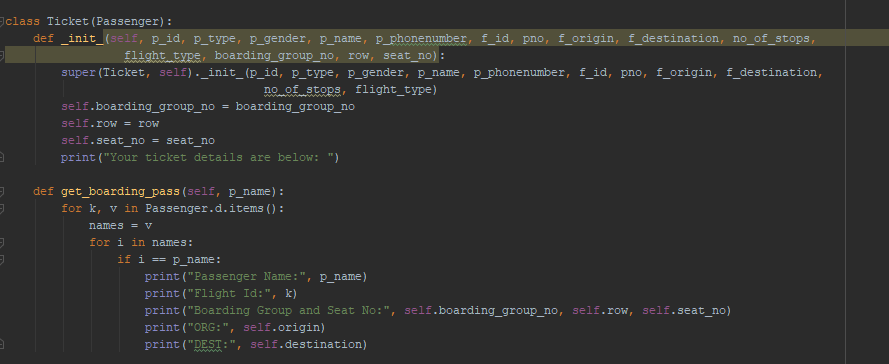 class Ticket(Passenger):
    def _init_(self, p_id, p_type, p_gender, p_name, p_phonenumber, f_id, pno, f_origin, f_destination, no_of_stops,
               flight_type, boarding_group_no, row, seat_no):
        super(Ticket, self)._init_(p_id, p_type, p_gender, p_name, p_phonenumber, f_id, pno, f_origin, f_destination,
                                   no_of_stops, flight_type)
        self.boarding_group_no = boarding_group_no
        self.row = row
        self.seat_no = seat_no
        print("Your ticket details are below: ")
    def get_boarding_pass(self, p_name):
        for k, v in Passenger.d.items():
            names = v
            for i in names:
                if i == p_name:
                    print("Passenger Name:", p_name)
                    print("Flight Id:", k)
                    print("Boarding Group and Seat No:", self.boarding_group_no, self.row, self.seat_no)
                    print("ORG:", self.origin)
                    print("DEST:", self.destination)